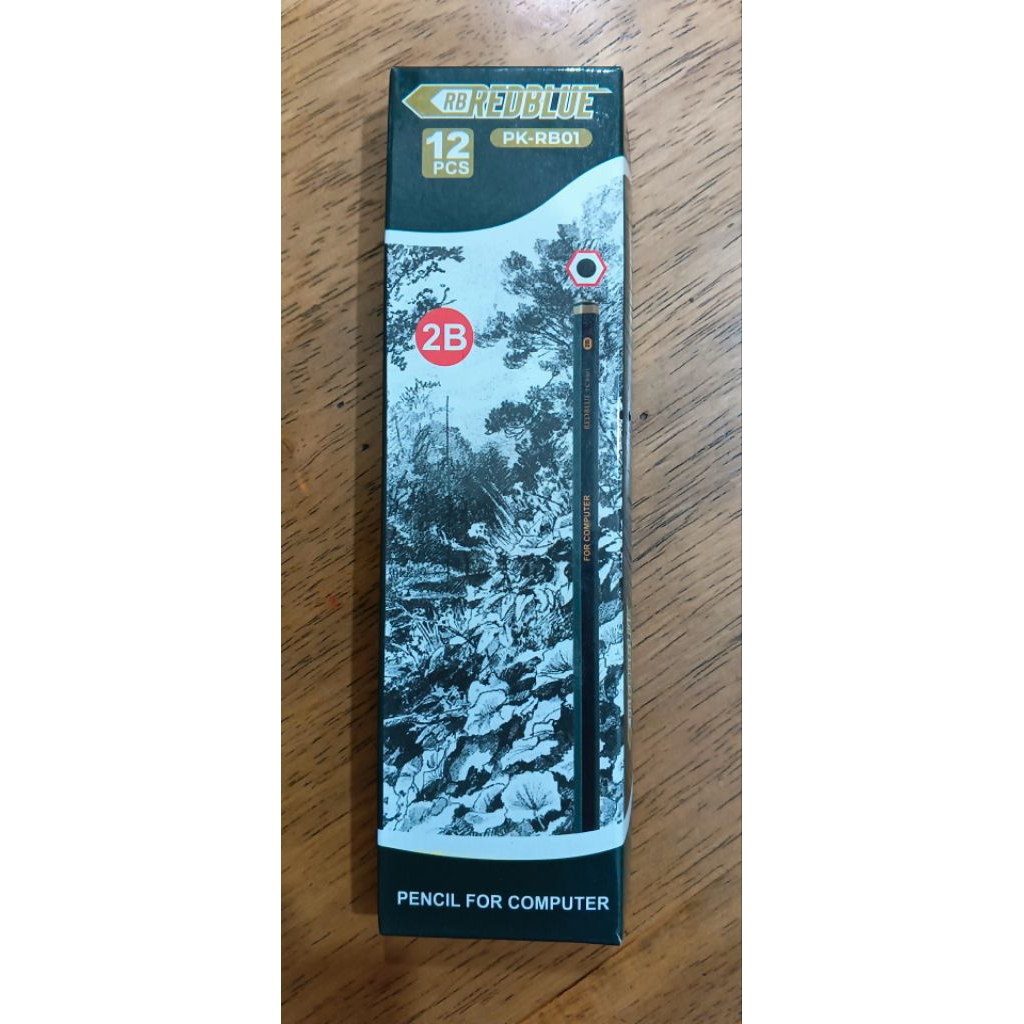 RB REDBLUE
12
PCS
PK-RB01
2B
REDBLUE
FOR COMPUTER
PENCIL FOR COMPUTER